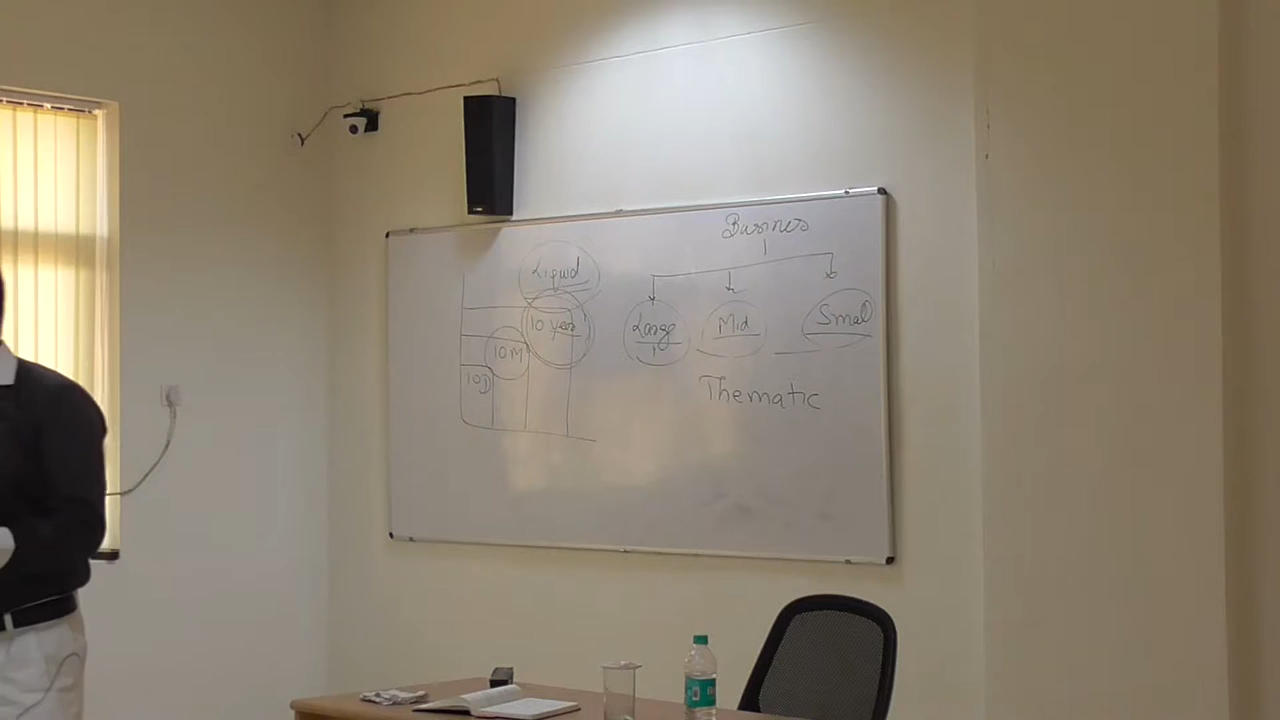 Business
Liquid
10 year
10M
10D
Large
Mid
Small
Thematic